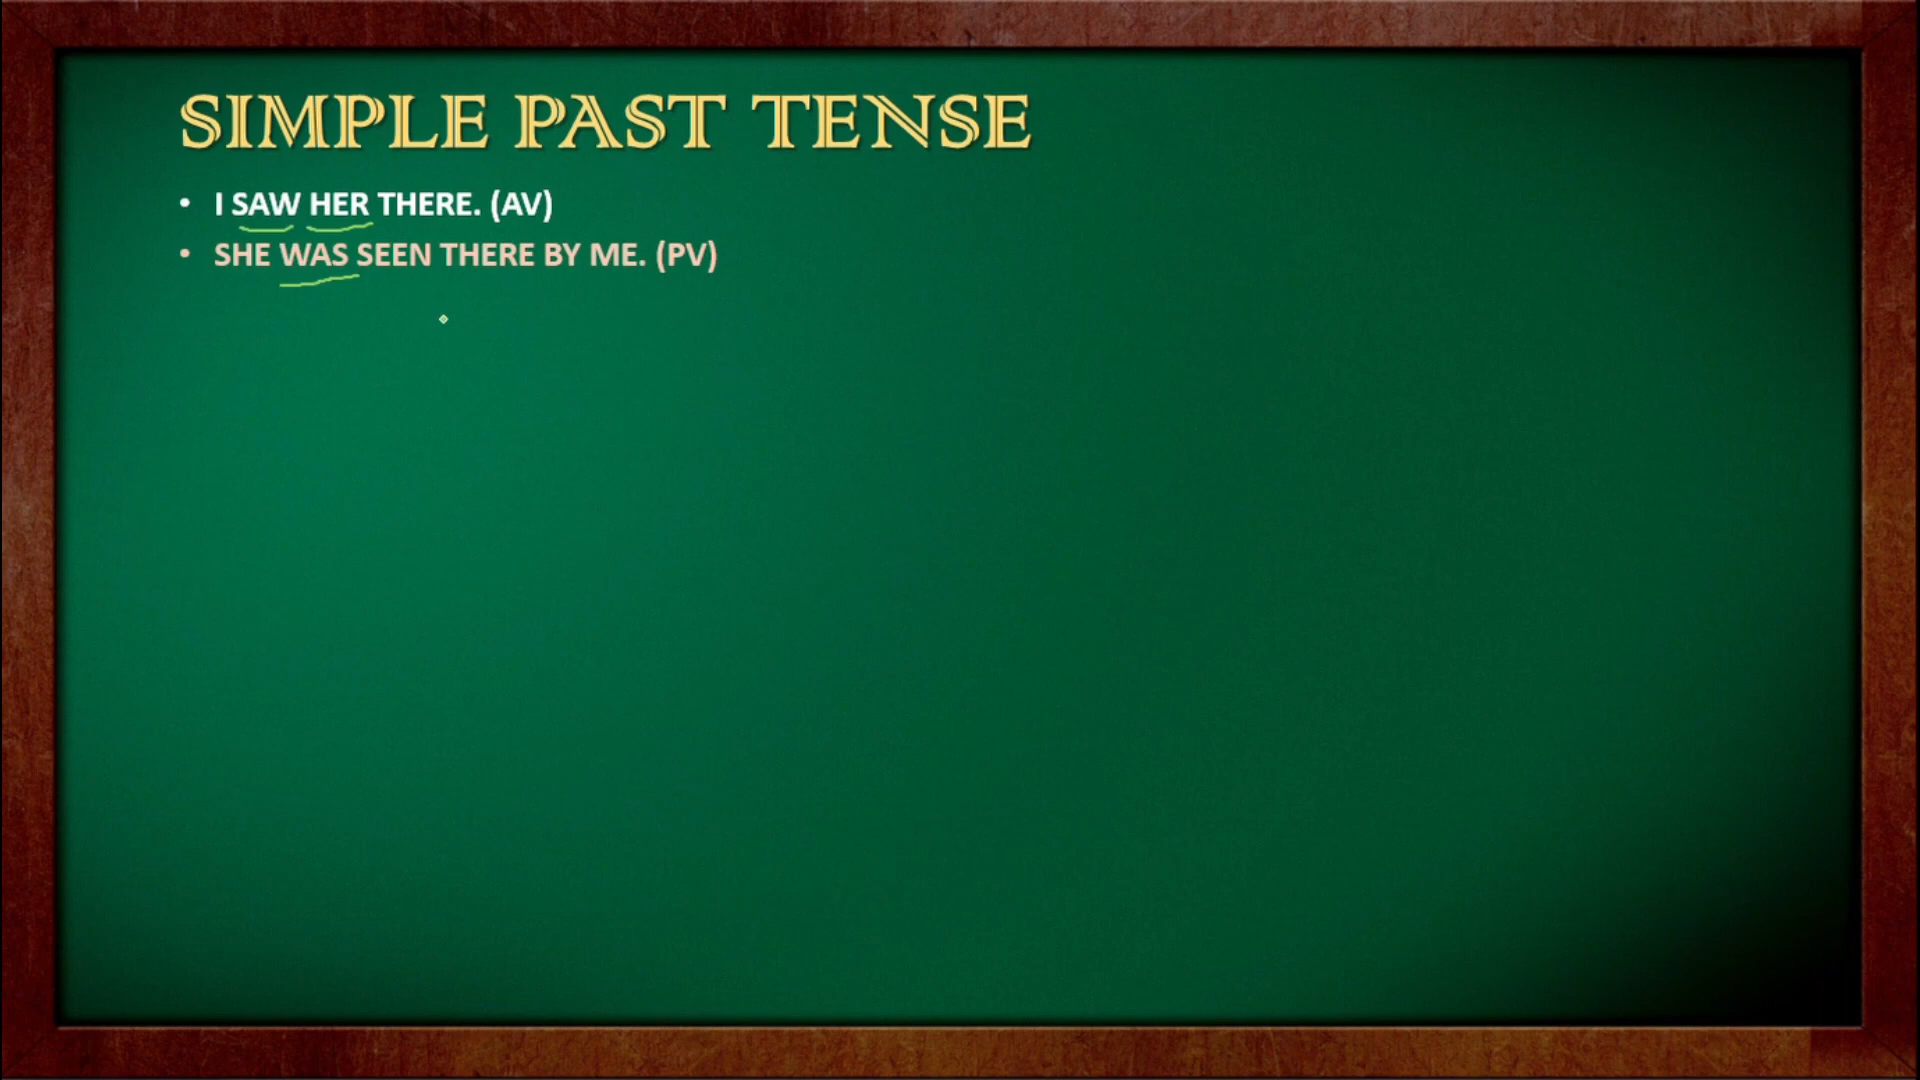 SIMPLE PAST TENSE
• I SAW HER THERE. (AV)
• SHE WAS SEEN THERE BY ME. (PV)